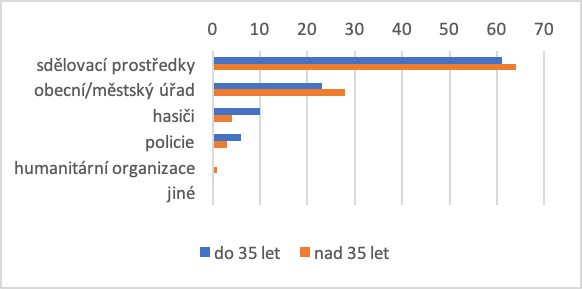 0 10 20 30 40 50 60 70
sdělovací prostředky
obecní/městský úřad
hasiči
policie
humanitární organizace
jiné
do 35 let nad 35 let